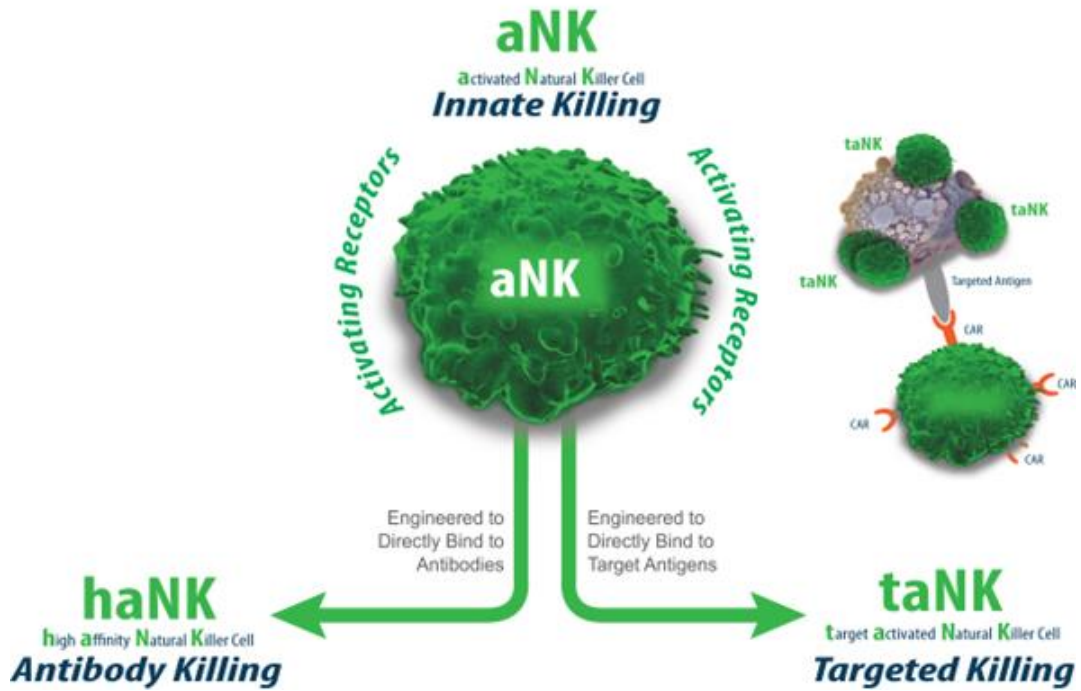 aNK
activated Natural Killer Cell
Innate Killing
Activating Receptors
aNK
Activating Receptors
taNK
taNK
taNK
Targeted Antigen
CAR
CAR
CAR
CAR
Engineered to
Directly Bind to
Antibodies
Engineered to
Directly Bind to
Target Antigens
haNK
high affinity Natural Killer Cell
Antibody Killing
taNK
target activated Natural Killer Cell
Targeted Killing